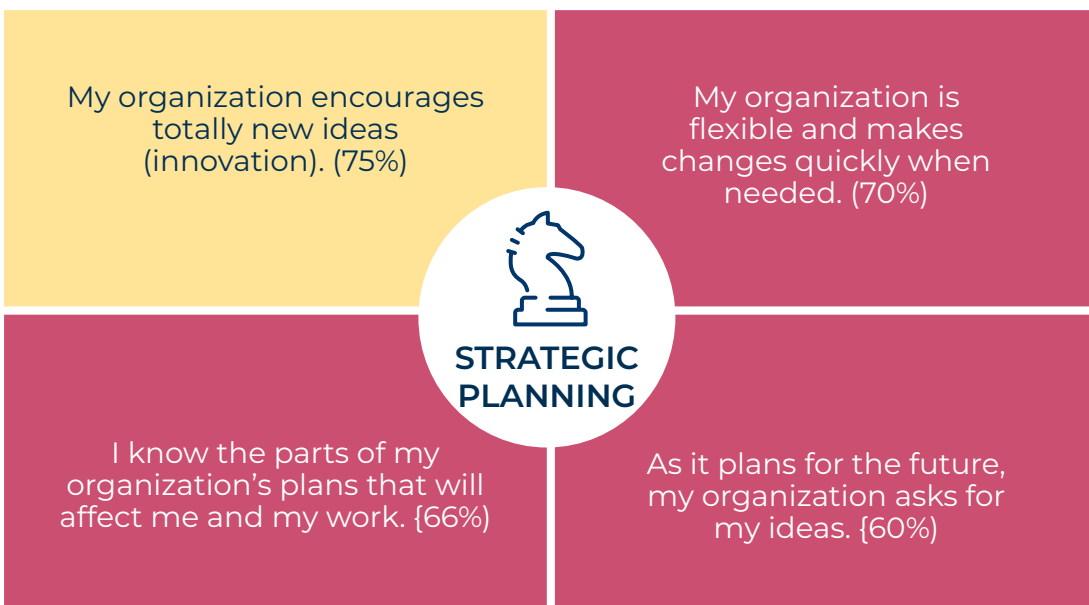 My organization encourages
totally new ideas
(innovation). (75%)
My organization is
flexible and makes
changes quickly when
needed. (70%)
STRATEGIC
PLANNING
I know the parts of my
organization’s plans that will
affect me and my work. {66%)
As it plans for the future,
my organization asks for
my ideas. {60%)